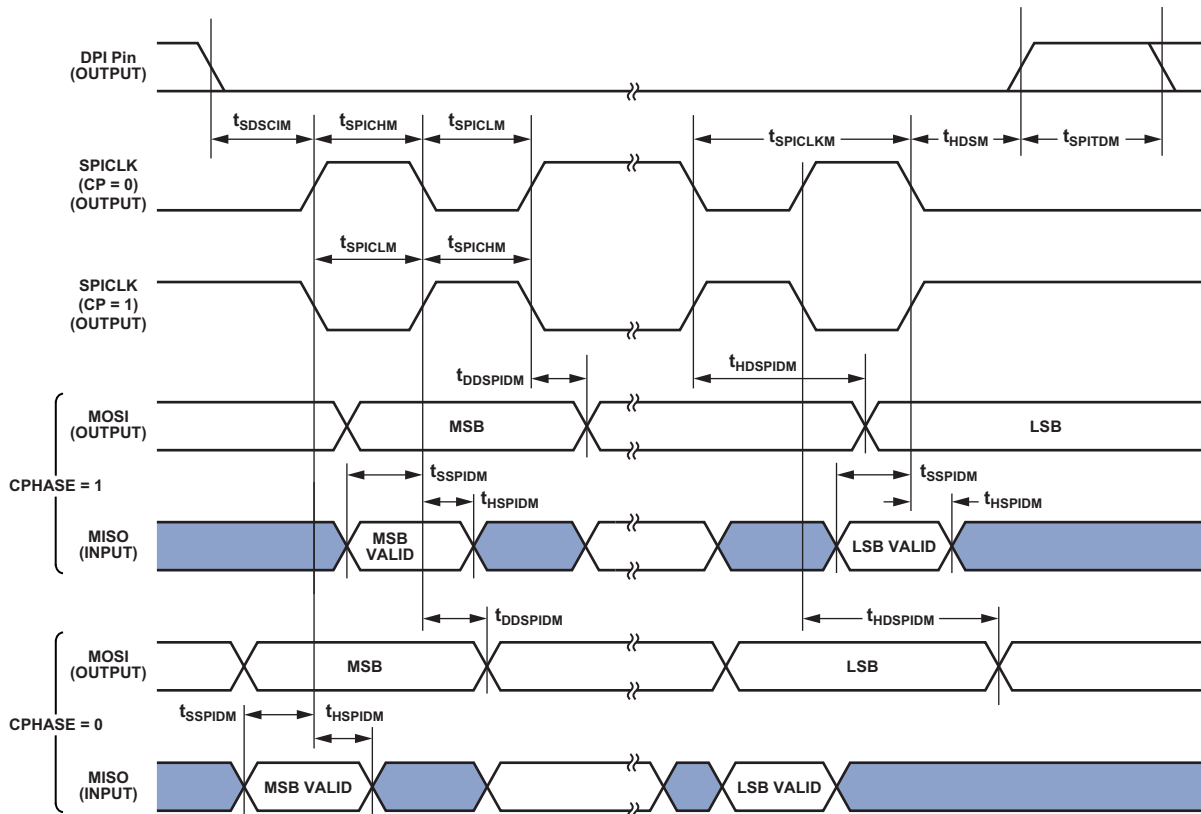 DPI Pin
(OUTPUT)
tSDSCIM
tSPICHM
tSPICLM
tSPICLKM
tHDSM
tSPITDM
SPICLK
(CP = 0)
(OUTPUT)
tSPICLM
tSPICHM
SPICLK
(CP = 1)
(OUTPUT)
tDDSPIDM
tHDSPIDM
MOSI
(OUTPUT)
MSB
LSB
CPHASE = 1
tSSPIDM
tSSPIDM
tHSPIDM
tHSPIDM
MISO
(INPUT)
MSB
VALID
LSB VALID
tDDSPIDM
tHDSPIDM
MOSI
(OUTPUT)
MSB
LSB
CPHASE = 0
tSSPIDM
tHSPIDM
MISO
(INPUT)
MSB VALID
LSB VALID